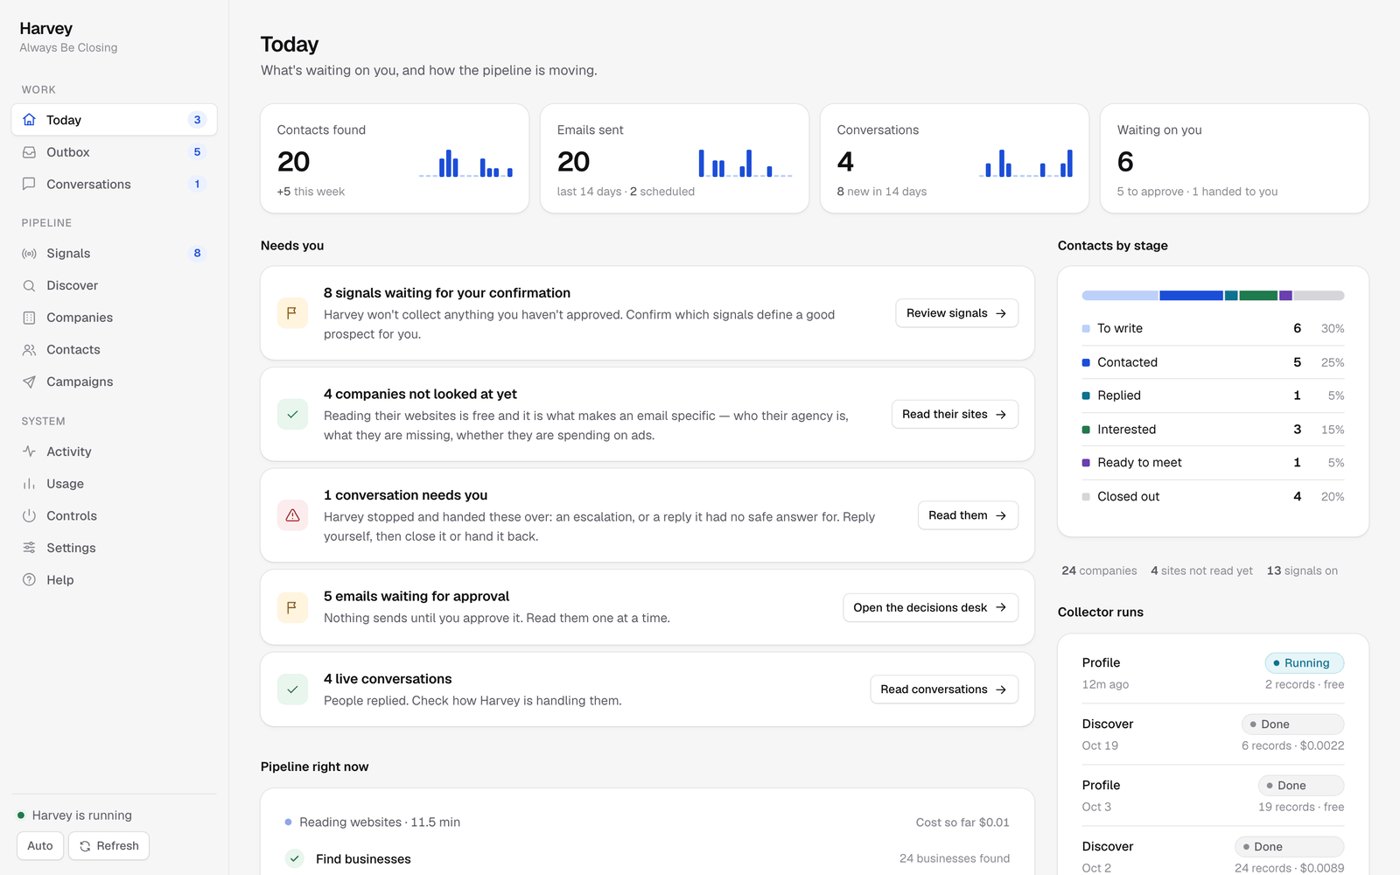 Harvey
Always Be Closing
WORK
Today 3
Outbox 5
Conversations 1
PIPELINE
Signals 8
Discover
Companies
Contacts
Campaigns
SYSTEM
Activity
Usage
Controls
Settings
Help
Harvey is running
Auto Refresh
Today
What's waiting on you, and how the pipeline is moving.
Contacts found
20
+5 this week
Emails sent
20
last 14 days · 2 scheduled
Conversations
4
8 new in 14 days
Waiting on you
6
5 to approve · 1 handed to you
Needs you
8 signals waiting for your confirmation
Harvey won't collect anything you haven't approved. Confirm which signals define a good
prospect for you.
Review signals →
4 companies not looked at yet
Reading their websites is free and it is what makes an email specific — who their agency is,
what they are missing, whether they are spending on ads.
Read their sites →
1 conversation needs you
Harvey stopped and handed these over: an escalation, or a reply it had no safe answer for. Reply
yourself, then close it or hand it back.
Read them →
5 emails waiting for approval
Nothing sends until you approve it. Read them one at a time.
Open the decisions desk →
4 live conversations
People replied. Check how Harvey is handling them.
Read conversations →
Pipeline right now
Reading websites · 11.5 min Cost so far $0.01
Find businesses 24 businesses found
Contacts by stage
To write 6 30%
Contacted 5 25%
Replied 1 5%
Interested 3 15%
Ready to meet 1 5%
Closed out 4 20%
24 companies 4 sites not read yet 13 signals on
Collector runs
Profile Running
12m ago 2 records · free
Discover Done
Oct 19 6 records · $0.0022
Profile Done
Oct 3 19 records · free
Discover Done
Oct 2 24 records · $0.0089